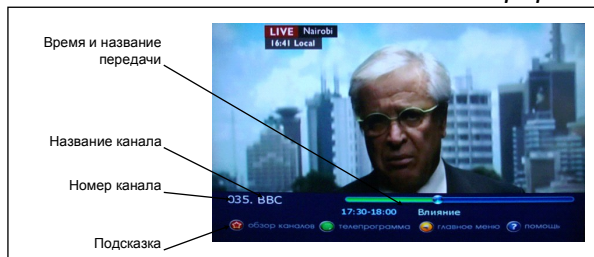 Время и название
передачи
Название канала
Номер канала
Подсказка
LIVE Nairobi
16:41 Local
035. BBC
17:30-18:00 Влияние
обзор каналов телепрограмма главное меню ? помощь